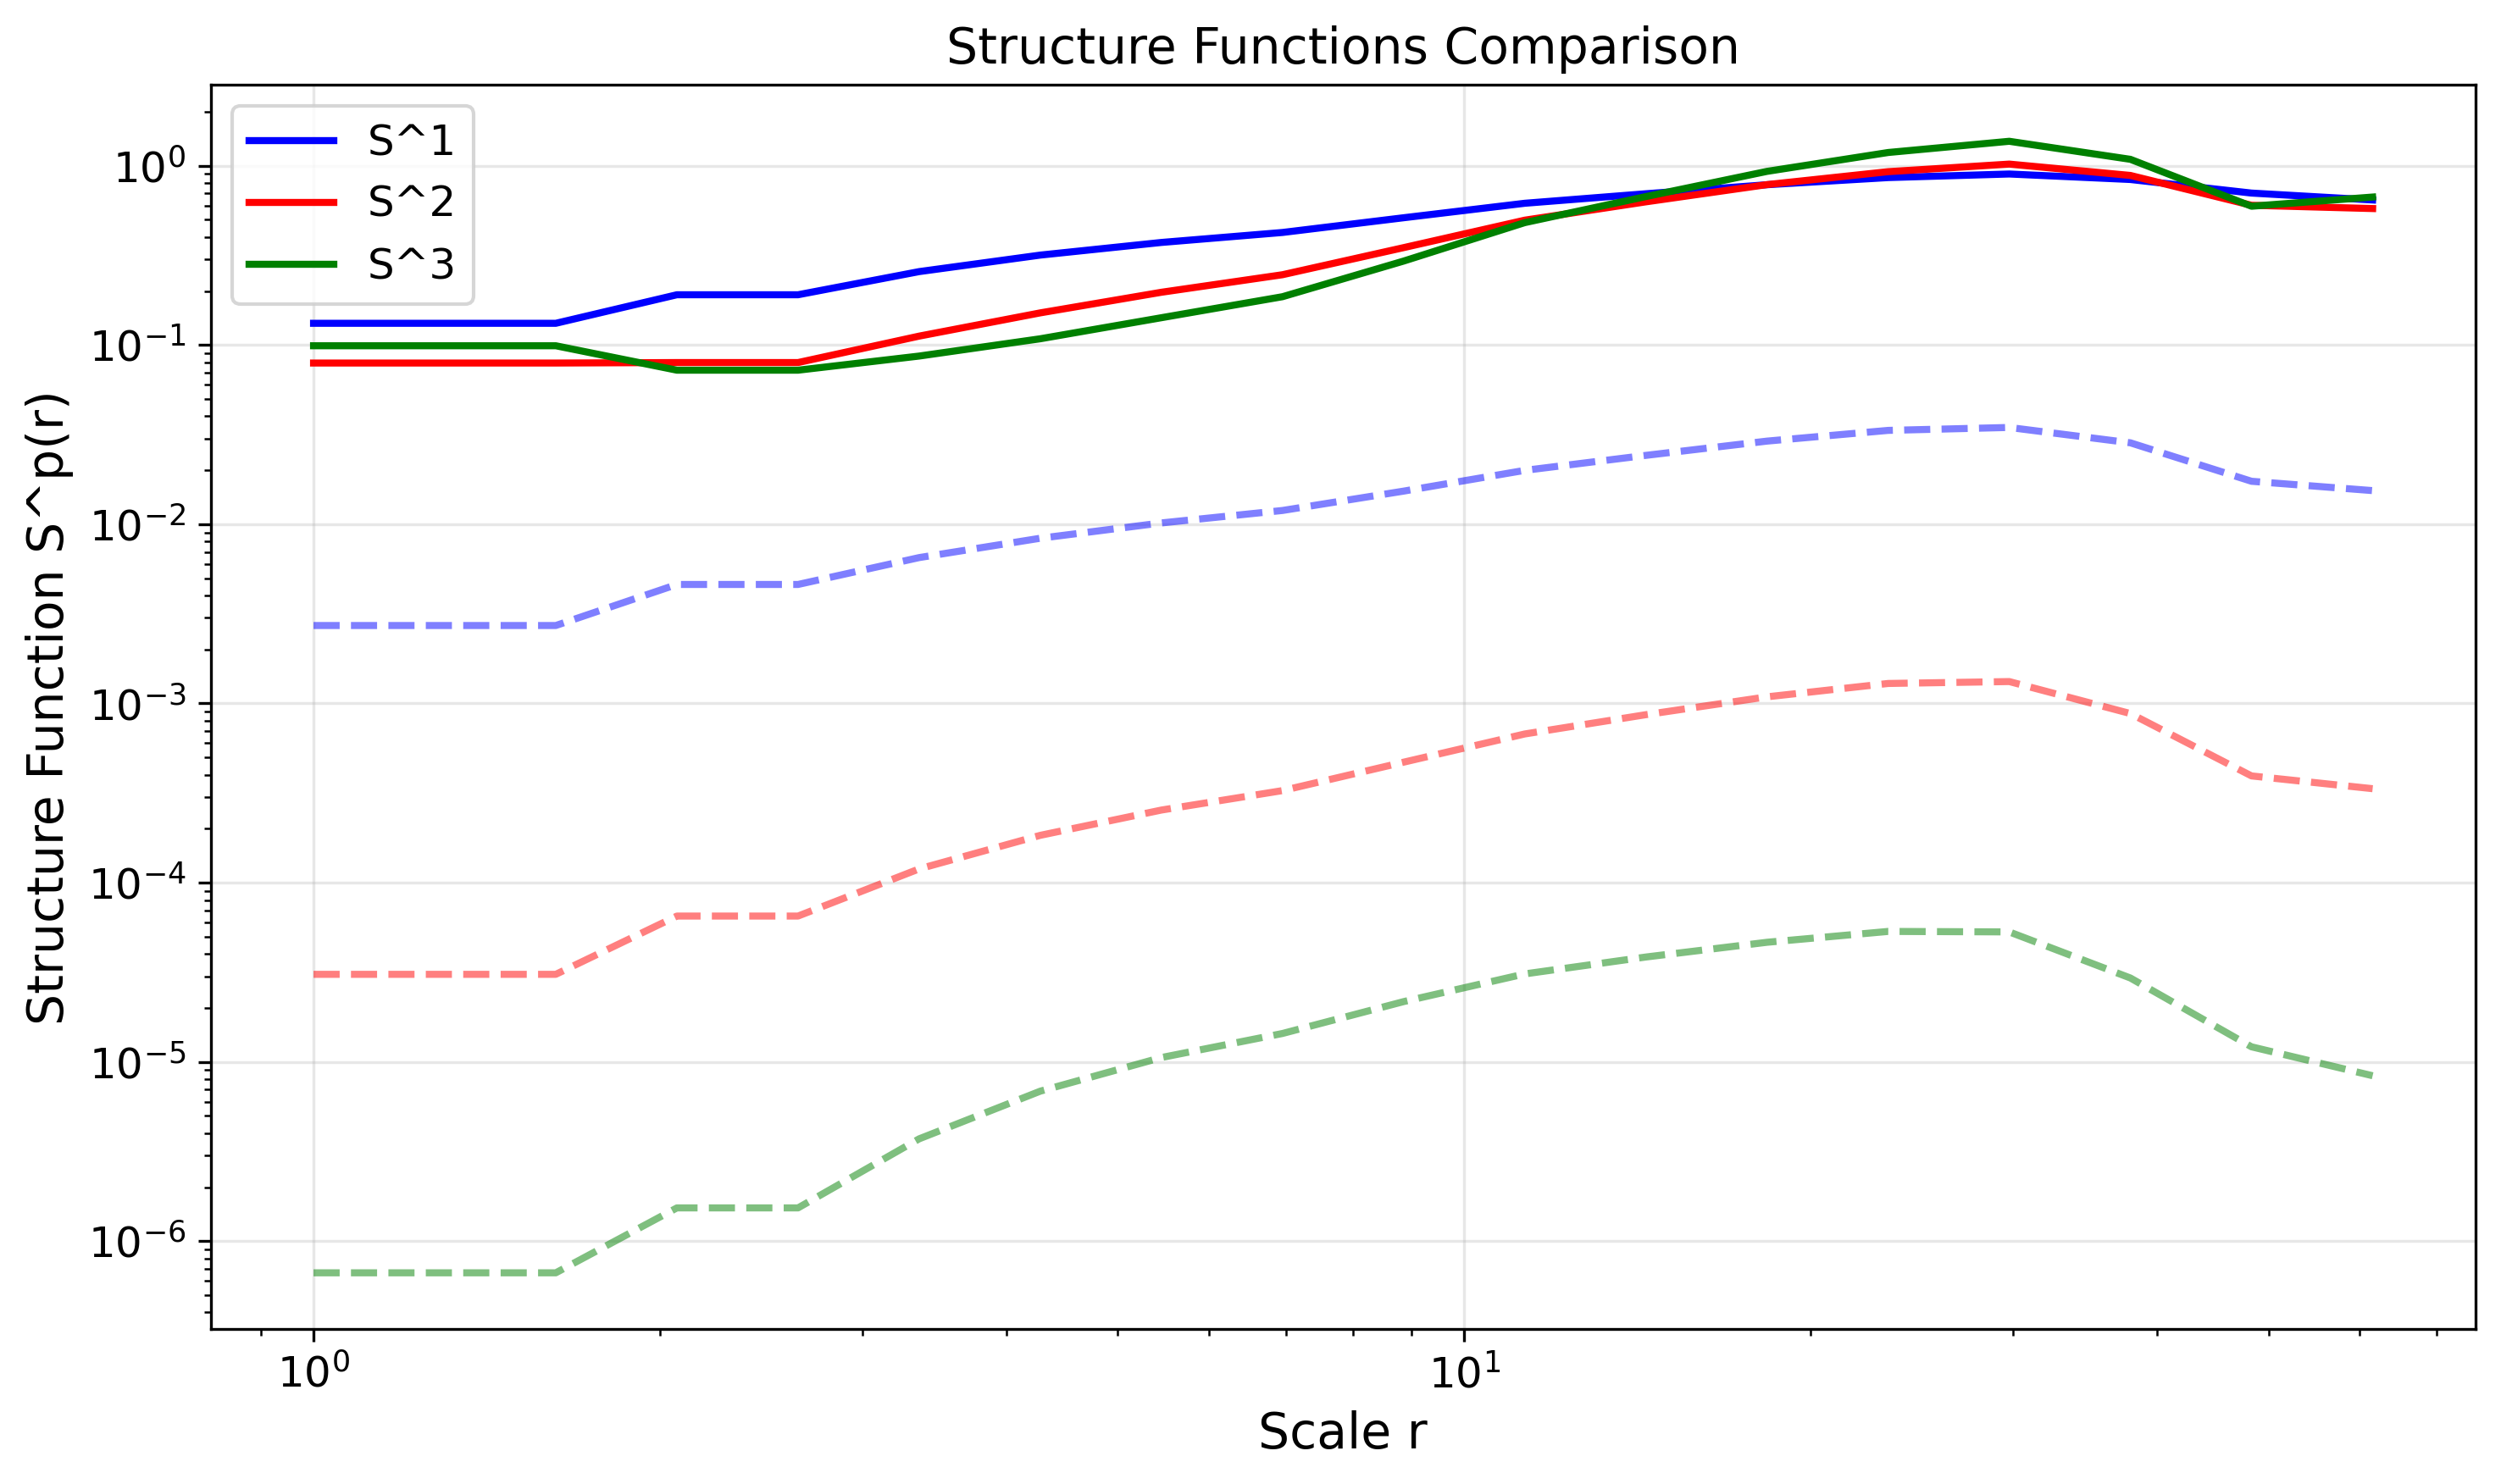 Structure Functions Comparison
S^1
S^2
S^3
Structure Function S^p(r)
10⁰
10⁻¹
10⁻²
10⁻³
10⁻⁴
10⁻⁵
10⁻⁶
10⁰ 10¹
Scale r